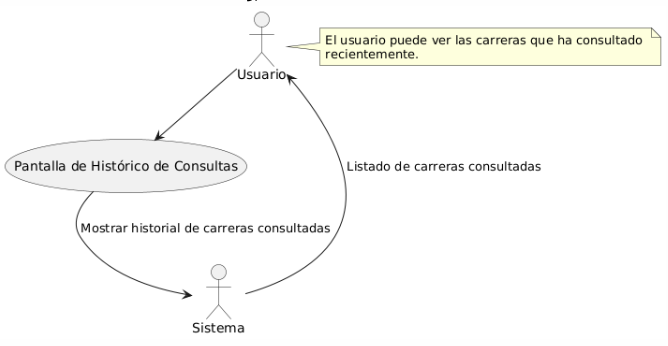 El usuario puede ver las carreras que ha consultado
recientemente.
Usuario
Pantalla de Histórico de Consultas
Listado de carreras consultadas
Mostrar historial de carreras consultadas
Sistema